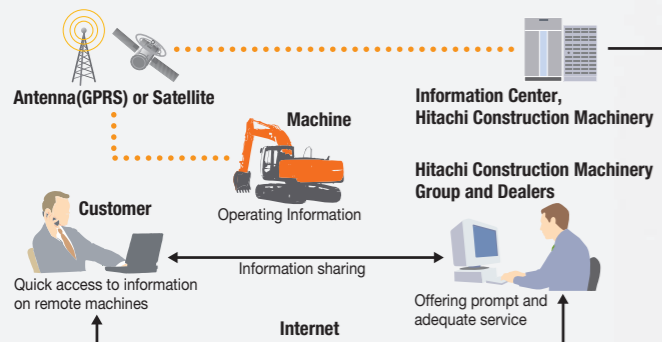 Antenna(GPRS) or Satellite
Information Center,
Hitachi Construction Machinery
Machine
Operating Information
Hitachi Construction Machinery
Group and Dealers
Customer
Quick access to information
on remote machines
Information sharing
Offering prompt and
adequate service
Internet